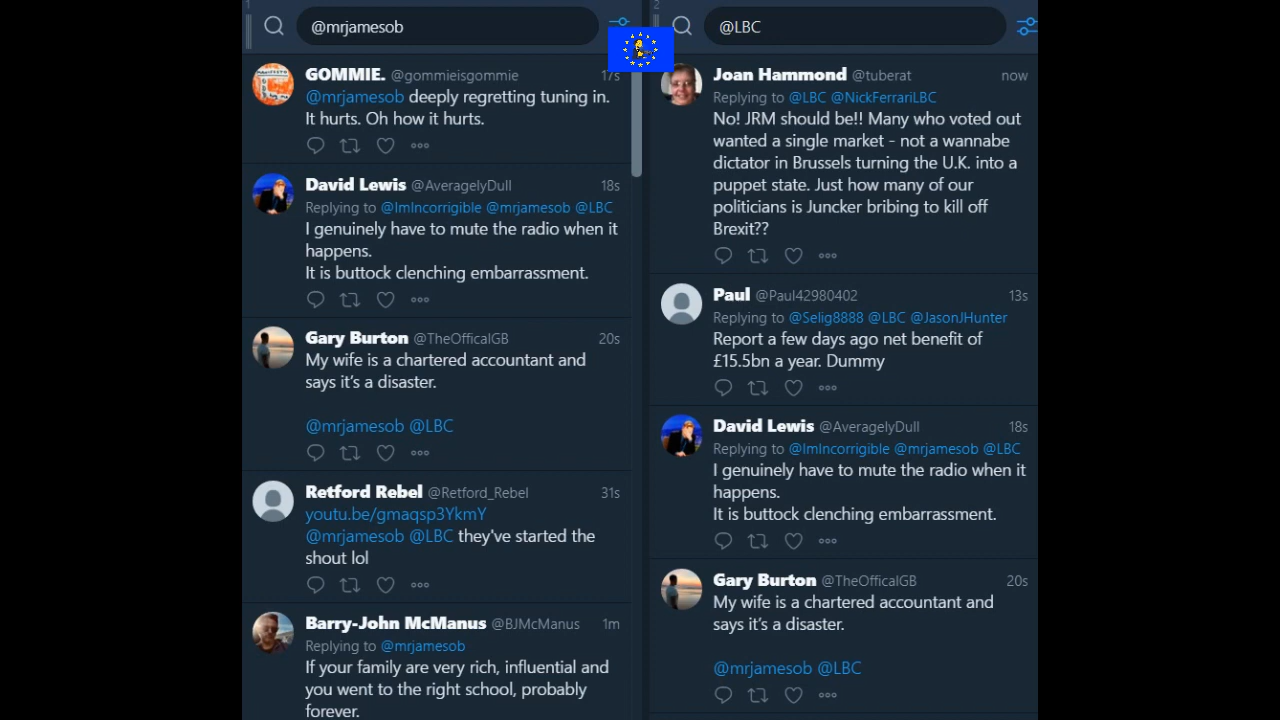 1
@mrjamesob
GOMMIE. @gommieisgommie 17s
@mrjamesob deeply regretting tuning in.
It hurts. Oh how it hurts.
David Lewis @AveragelyDull 18s
Replying to @ImIncorrigible @mrjamesob @LBC
I genuinely have to mute the radio when it
happens.
It is buttock clenching embarrassment.
Gary Burton @TheOfficalGB 20s
My wife is a chartered accountant and
says it's a disaster.
@mrjamesob @LBC
Retford Rebel @Retford_Rebel 31s
youtu.be/gmaqsp3YkmY
@mrjamesob @LBC they've started the
shout lol
Barry-John McManus @BJMcManus 1m
Replying to @mrjamesob
If your family are very rich, influential and
you went to the right school, probably
forever.
2
@LBC
Joan Hammond @tuberat now
Replying to @LBC @NickFerrariLBC
No! JRM should be!! Many who voted out
wanted a single market - not a wannabe
dictator in Brussels turning the U.K. into a
puppet state. Just how many of our
politicians is Juncker bribing to kill off
Brexit??
Paul @Paul42980402 13s
Replying to @Selig8888 @LBC @JasonJHunter
Report a few days ago net benefit of
£15.5bn a year. Dummy
David Lewis @AveragelyDull 18s
Replying to @ImIncorrigible @mrjamesob @LBC
I genuinely have to mute the radio when it
happens.
It is buttock clenching embarrassment.
Gary Burton @TheOfficalGB 20s
My wife is a chartered accountant and
says it's a disaster.
@mrjamesob @LBC